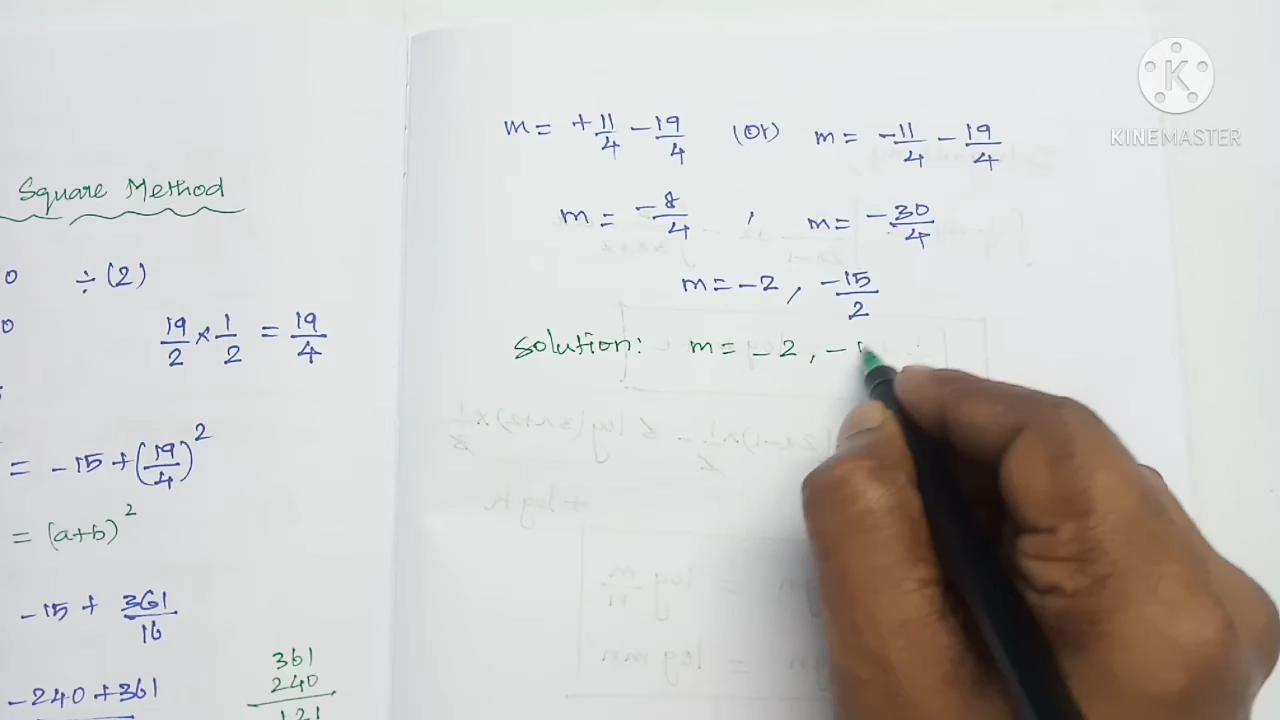 Square Method
0 ÷ (2)
0
19/2 × 1/2 = 19/4
= -15 + (19/4)²
= (a+b)²
-15 + 361/16
-240 + 361
361
240
121
m = +11/4 - 19/4 (or) m = -11/4 - 19/4
m = -8/4 , m = -30/4
m = -2, -15/2
Solution: m = -2, -1
KINEMASTER